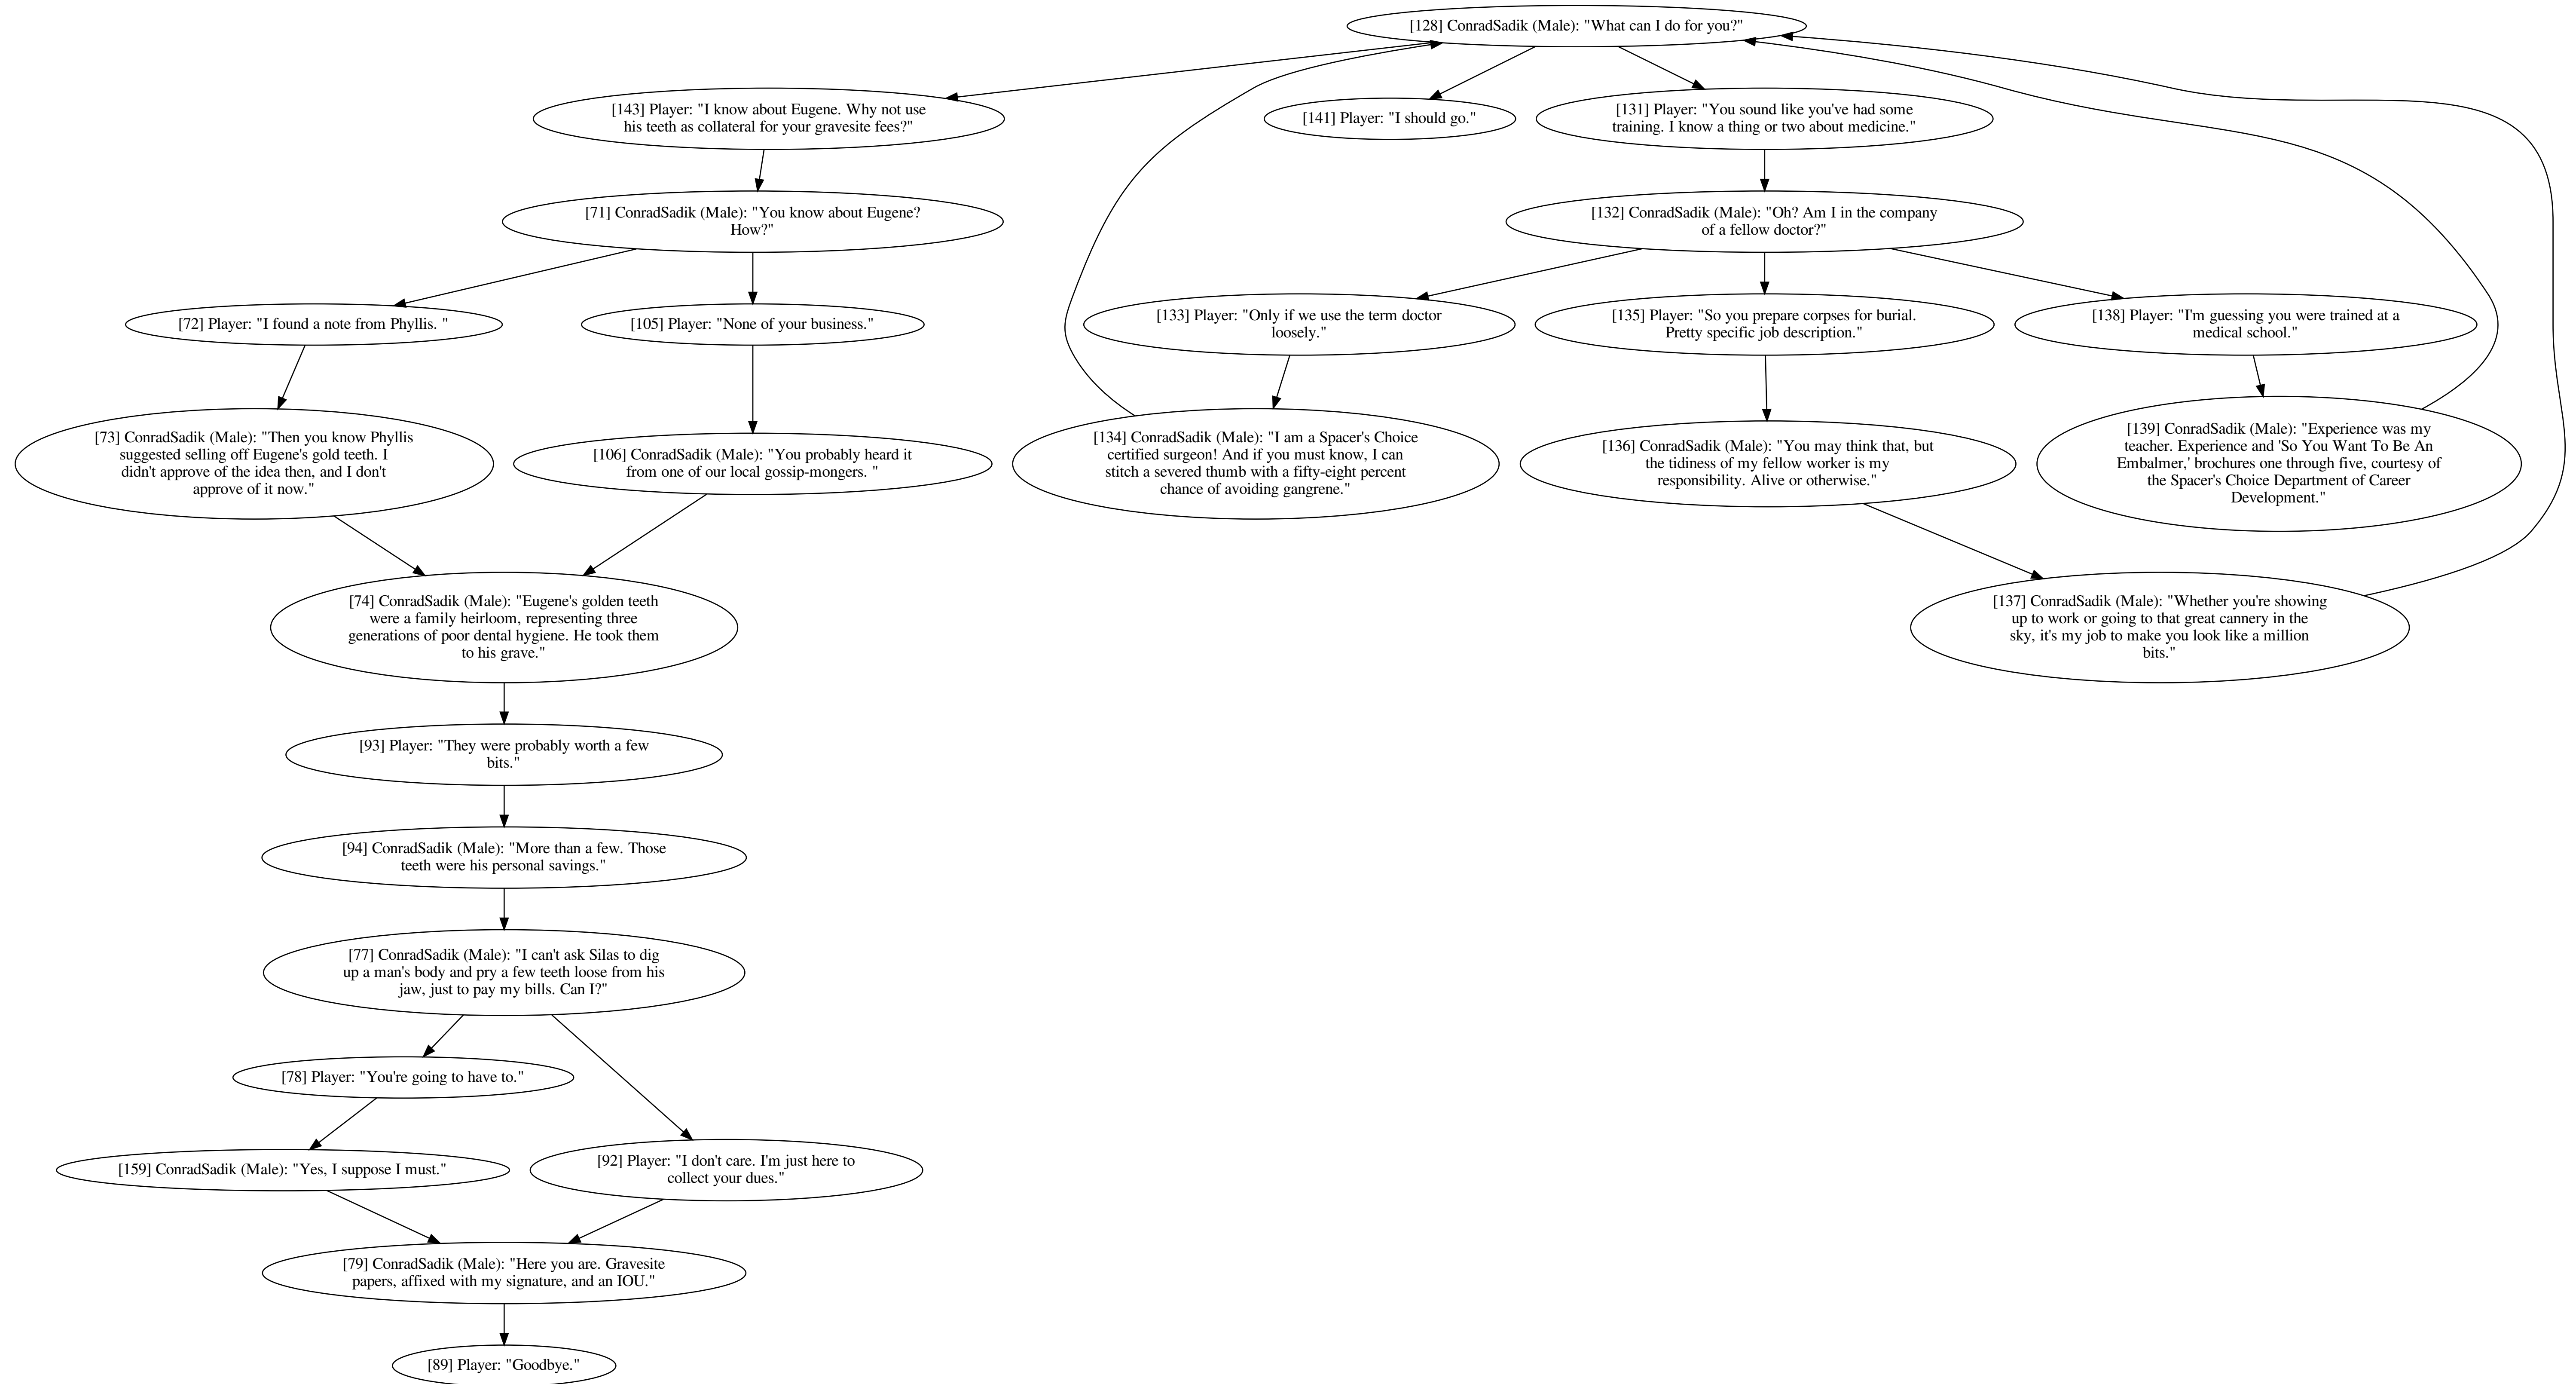 [128] ConradSadik (Male): "What can I do for you?"
[143] Player: "I know about Eugene. Why not use
his teeth as collateral for your gravesite fees?"
[141] Player: "I should go."
[131] Player: "You sound like you've had some
training. I know a thing or two about medicine."
[71] ConradSadik (Male): "You know about Eugene?
How?"
[132] ConradSadik (Male): "Oh? Am I in the company
of a fellow doctor?"
[72] Player: "I found a note from Phyllis. "
[105] Player: "None of your business."
[133] Player: "Only if we use the term doctor
loosely."
[135] Player: "So you prepare corpses for burial.
Pretty specific job description."
[138] Player: "I'm guessing you were trained at a
medical school."
[73] ConradSadik (Male): "Then you know Phyllis
suggested selling off Eugene's gold teeth. I
didn't approve of the idea then, and I don't
approve of it now."
[106] ConradSadik (Male): "You probably heard it
from one of our local gossip-mongers. "
[134] ConradSadik (Male): "I am a Spacer's Choice
certified surgeon! And if you must know, I can
stitch a severed thumb with a fifty-eight percent
chance of avoiding gangrene."
[136] ConradSadik (Male): "You may think that, but
the tidiness of my fellow worker is my
responsibility. Alive or otherwise."
[139] ConradSadik (Male): "Experience was my
teacher. Experience and 'So You Want To Be An
Embalmer,' brochures one through five, courtesy of
the Spacer's Choice Department of Career
Development."
[74] ConradSadik (Male): "Eugene's golden teeth
were a family heirloom, representing three
generations of poor dental hygiene. He took them
to his grave."
[137] ConradSadik (Male): "Whether you're showing
up to work or going to that great cannery in the
sky, it's my job to make you look like a million
bits."
[93] Player: "They were probably worth a few
bits."
[94] ConradSadik (Male): "More than a few. Those
teeth were his personal savings."
[77] ConradSadik (Male): "I can't ask Silas to dig
up a man's body and pry a few teeth loose from his
jaw, just to pay my bills. Can I?"
[78] Player: "You're going to have to."
[159] ConradSadik (Male): "Yes, I suppose I must."
[92] Player: "I don't care. I'm just here to
collect your dues."
[79] ConradSadik (Male): "Here you are. Gravesite
papers, affixed with my signature, and an IOU."
[89] Player: "Goodbye."